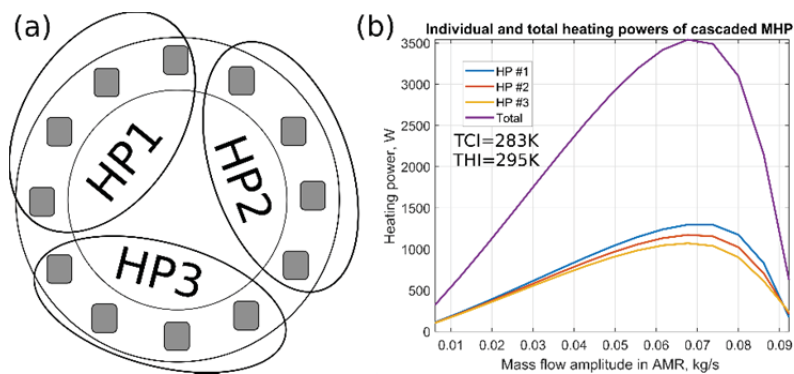 (a)
HP1
HP2
HP3
(b)
Individual and total heating powers of cascaded MHP
3500
3000
2500
2000
1500
1000
500
0
Heating power, W
HP #1
HP #2
HP #3
Total
TCI=283K
THI=295K
0.01 0.02 0.03 0.04 0.05 0.06 0.07 0.08 0.09
Mass flow amplitude in AMR, kg/s